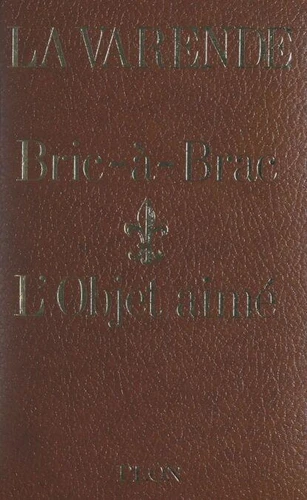 LA VARENDE
Bric-à-Brac
L'Objet aimé
PLON